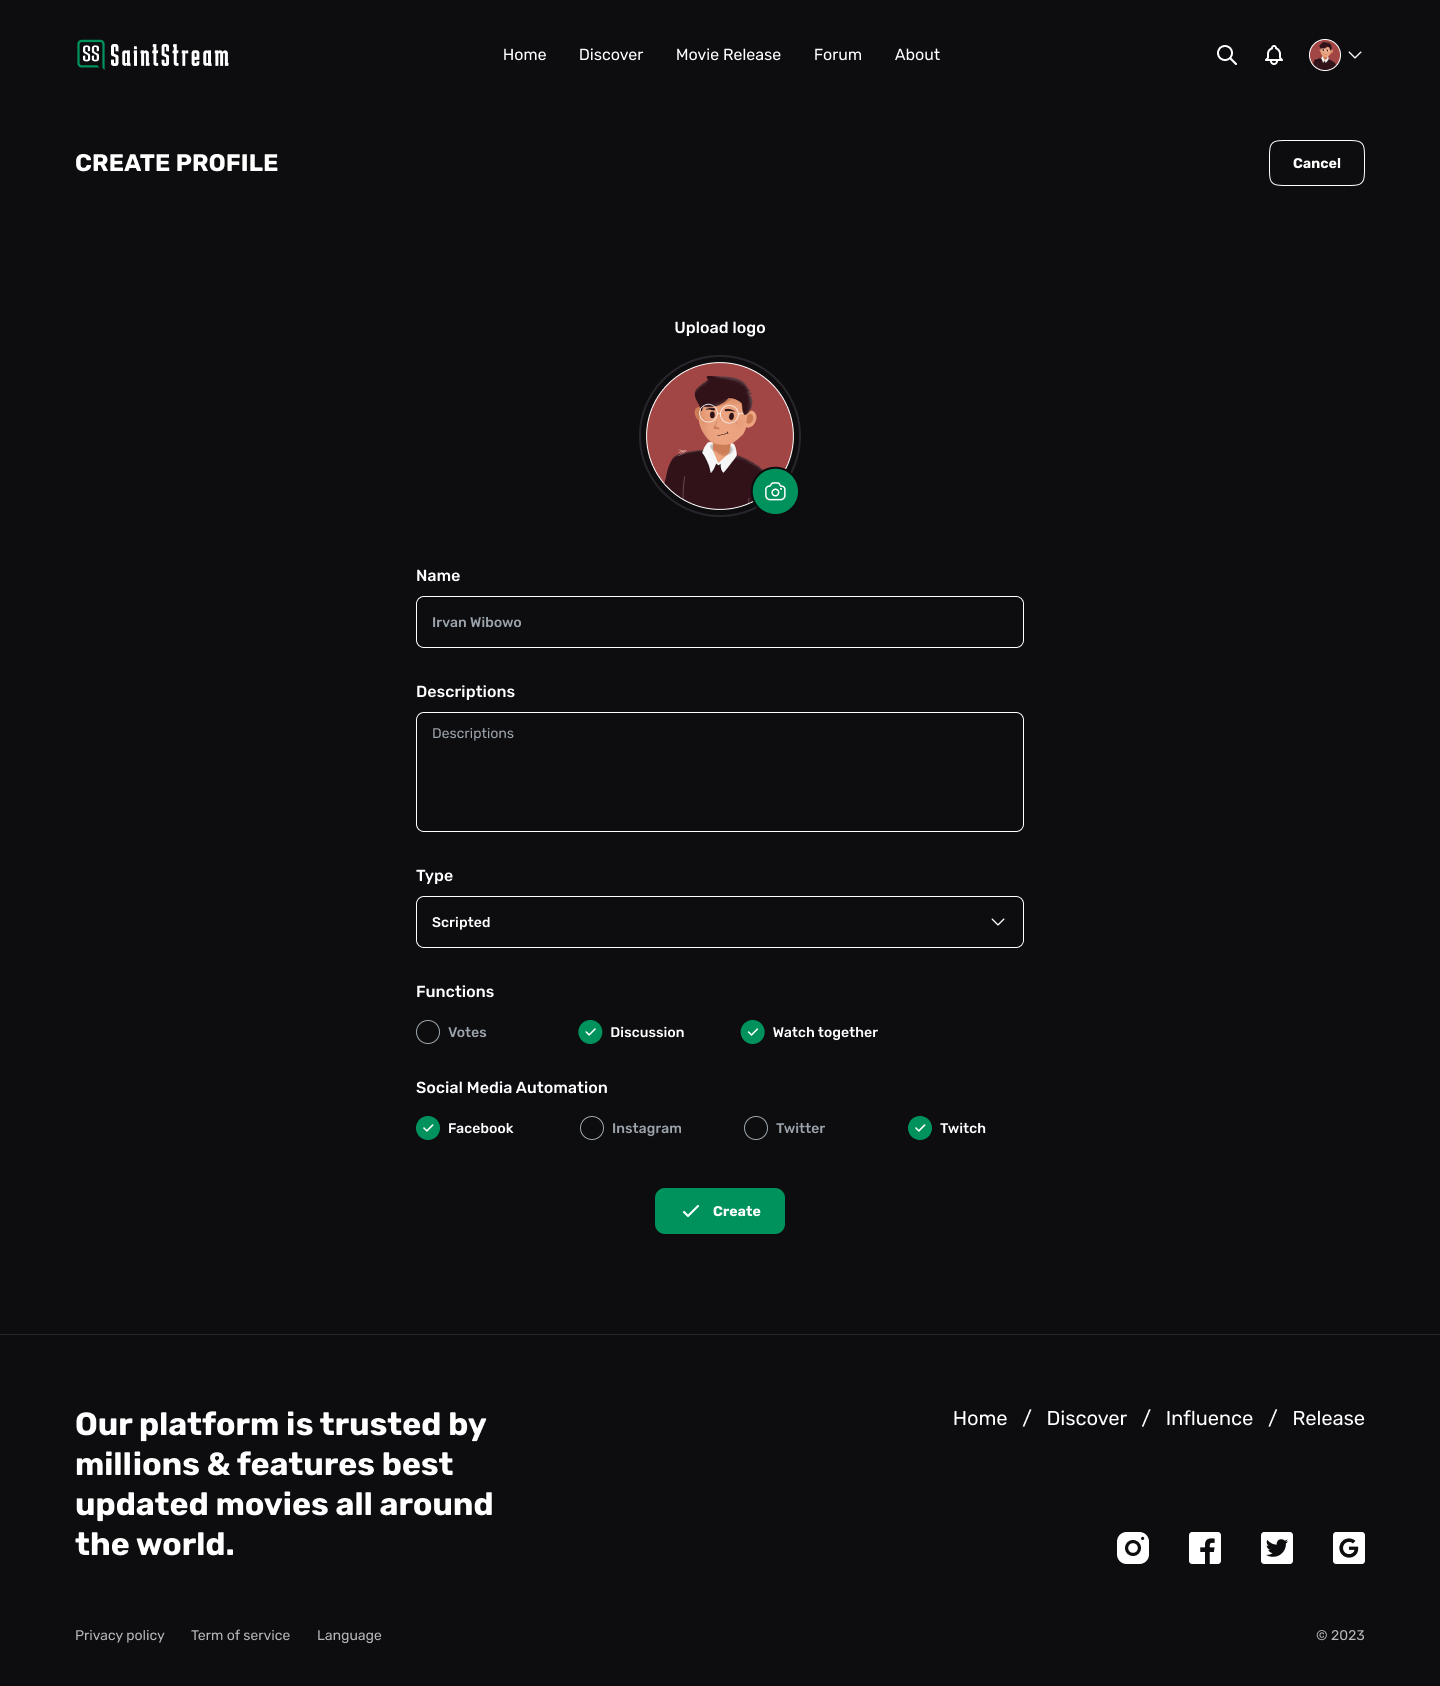 SS SaintStream
Home Discover Movie Release Forum About
CREATE PROFILE
Cancel
Upload logo
Name
Irvan Wibowo
Descriptions
Descriptions
Type
Scripted
Functions
Votes Discussion Watch together
Social Media Automation
Facebook Instagram Twitter Twitch
Create
Our platform is trusted by
millions & features best
updated movies all around
the world.
Home / Discover / Influence / Release
G
Privacy policy Term of service Language
© 2023